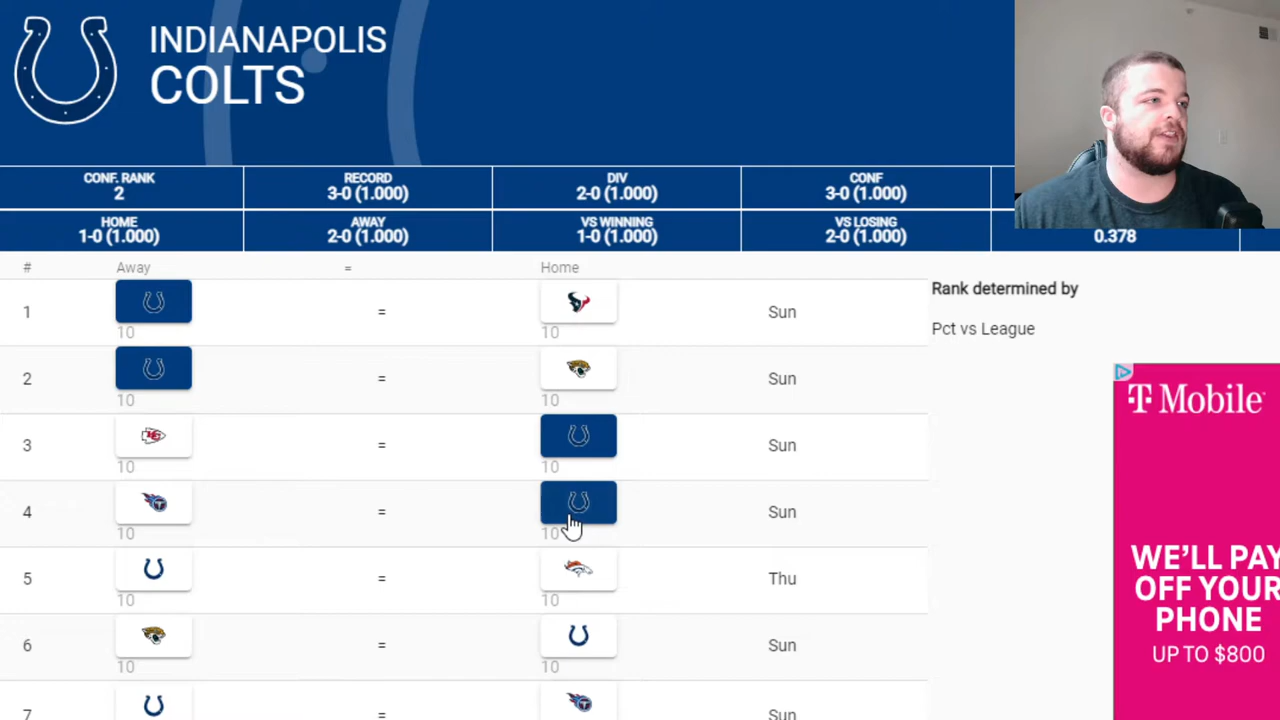 INDIANAPOLIS
COLTS
CONF. RANK
2
RECORD
3-0 (1.000)
DIV
2-0 (1.000)
CONF
3-0 (1.000)
HOME
1-0 (1.000)
AWAY
2-0 (1.000)
VS WINNING
1-0 (1.000)
VS LOSING
2-0 (1.000)
0.378
# Away = Home
1 = Sun
10 10
2 = Sun
10 10
3 = Sun
10 10
4 = Sun
10 10
5 = Thu
10 10
6 = Sun
10 10
7 = Sun
Rank determined by
Pct vs League
T Mobile
WE'LL PAY
OFF YOUR
PHONE
UP TO $800